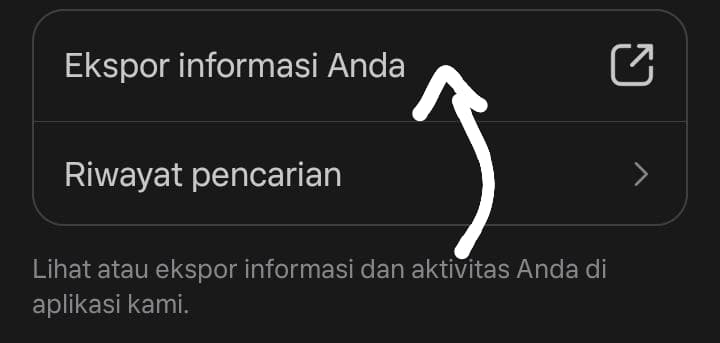 Ekspor informasi Anda
Riwayat pencarian
Lihat atau ekspor informasi dan aktivitas Anda di
aplikasi kami.